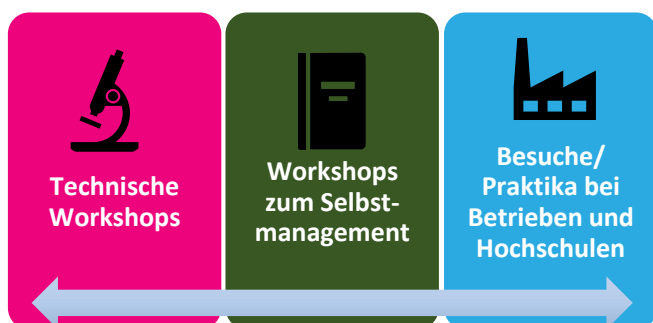 Technische
Workshops
Workshops
zum Selbst-
management
Besuche/
Praktika bei
Betrieben und
Hochschulen